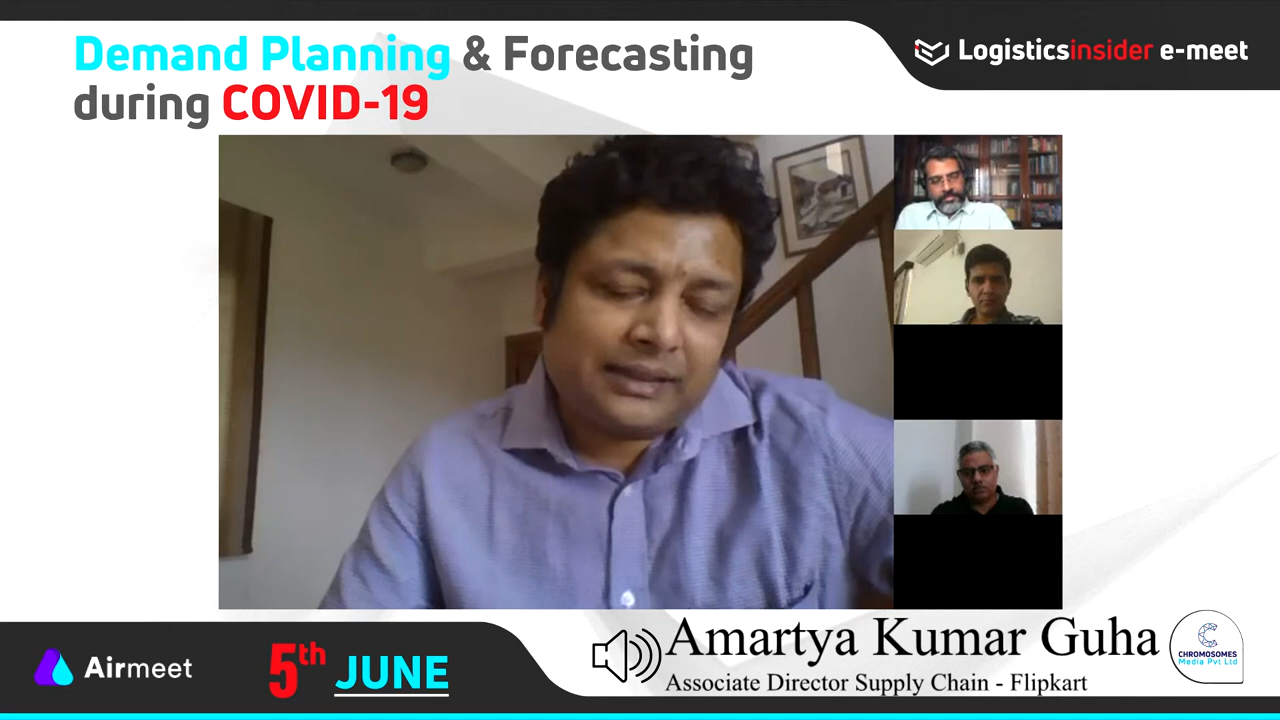 Demand Planning & Forecasting
during COVID-19
Logisticsinsider e-meet
Airmeet
5th JUNE
Amartya Kumar Guha
Associate Director Supply Chain - Flipkart
CHROMOSOMES
Media Pvt Ltd